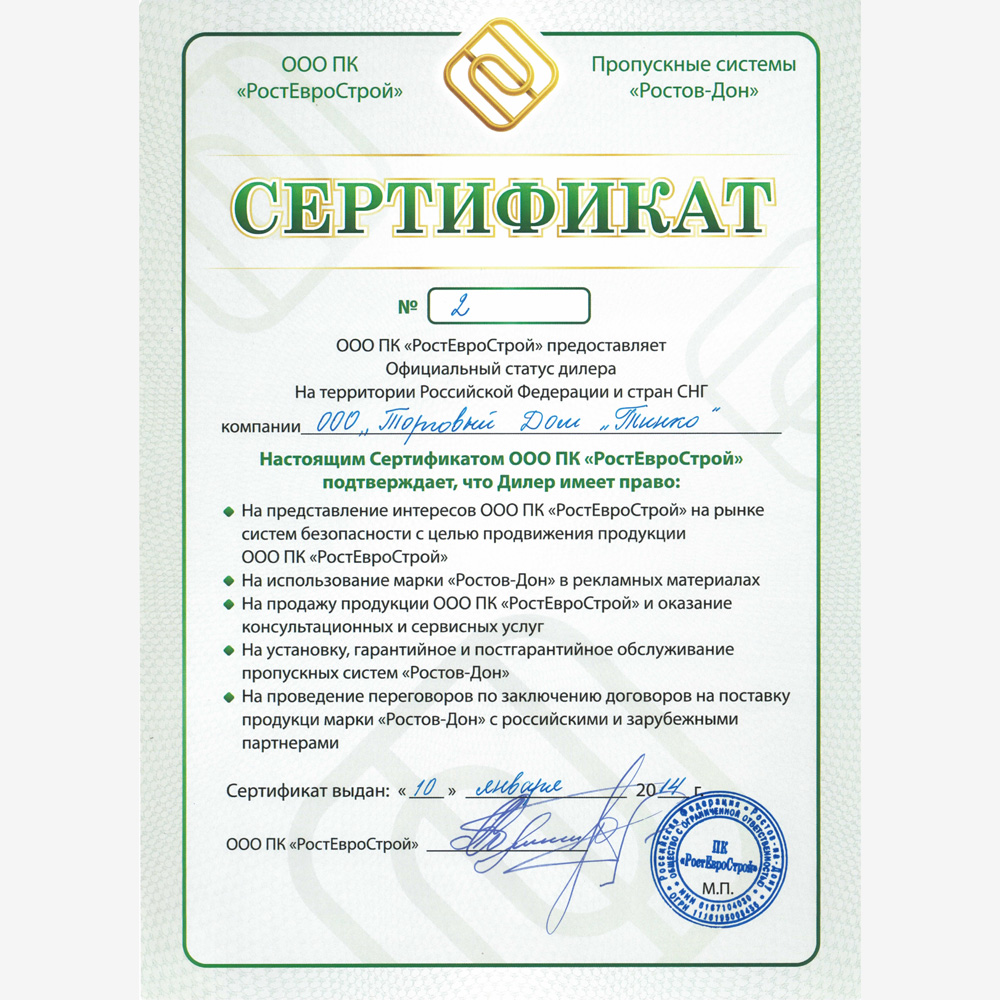 ООО ПК
«РостЕвроСтрой»
Пропускные системы
«Ростов-Дон»
СЕРТИФИКАТ
№ 2
ООО ПК «РостЕвроСтрой» предоставляет
Официальный статус дилера
На территории Российской Федерации и стран СНГ
компании ООО „Торговый Дом „Тинко"
Настоящим Сертификатом ООО ПК «РостЕвроСтрой»
подтверждает, что Дилер имеет право:
На представление интересов ООО ПК «РостЕвроСтрой» на рынке
систем безопасности с целью продвижения продукции
ООО ПК «РостЕвроСтрой»
На использование марки «Ростов-Дон» в рекламных материалах
На продажу продукции ООО ПК «РостЕвроСтрой» и оказание
консультационных и сервисных услуг
На установку, гарантийное и постгарантийное обслуживание
пропускных систем «Ростов-Дон»
На проведение переговоров по заключению договоров на поставку
продукци марки «Ростов-Дон» с российскими и зарубежными
партнерами
Сертификат выдан: «10» января 2014 г.
ООО ПК «РостЕвроСтрой»
Российская Федерация • Ростов-на-Дону
ОБЩЕСТВО С ОГРАНИЧЕННОЙ ОТВЕТСТВЕННОСТЬЮ
ПК
«РостЕвроСтрой»
М.П.
ИНН 6167104020
ОГРН